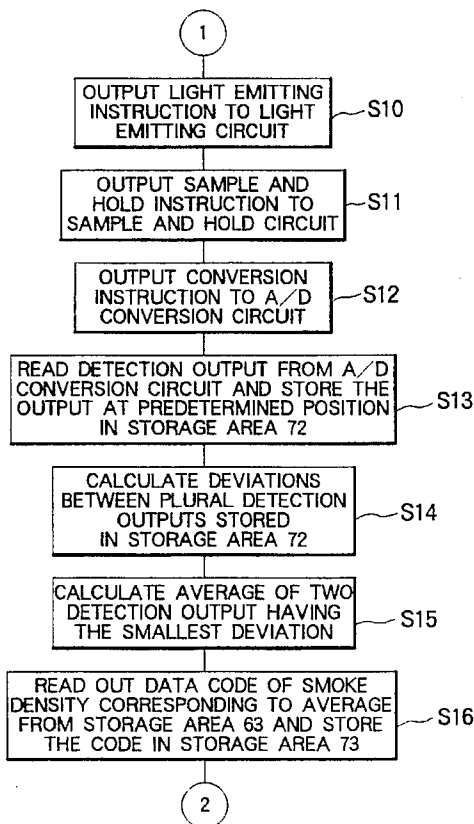 1
OUTPUT LIGHT EMITTING
INSTRUCTION TO LIGHT
EMITTING CIRCUIT
S10
OUTPUT SAMPLE AND
HOLD INSTRUCTION TO
SAMPLE AND HOLD CIRCUIT
S11
OUTPUT CONVERSION
INSTRUCTION TO A/D
CONVERSION CIRCUIT
S12
READ DETECTION OUTPUT FROM A/D
CONVERSION CIRCUIT AND STORE THE
OUTPUT AT PREDETERMINED POSITION
IN STORAGE AREA 72
S13
CALCULATE DEVIATIONS
BETWEEN PLURAL DETECTION
OUTPUTS STORED
IN STORAGE AREA 72
S14
CALCULATE AVERAGE OF TWO
DETECTION OUTPUT HAVING
THE SMALLEST DEVIATION
S15
READ OUT DATA CODE OF SMOKE
DENSITY CORRESPONDING TO AVERAGE
FROM STORAGE AREA 63 AND STORE
THE CODE IN STORAGE AREA 73
S16
2